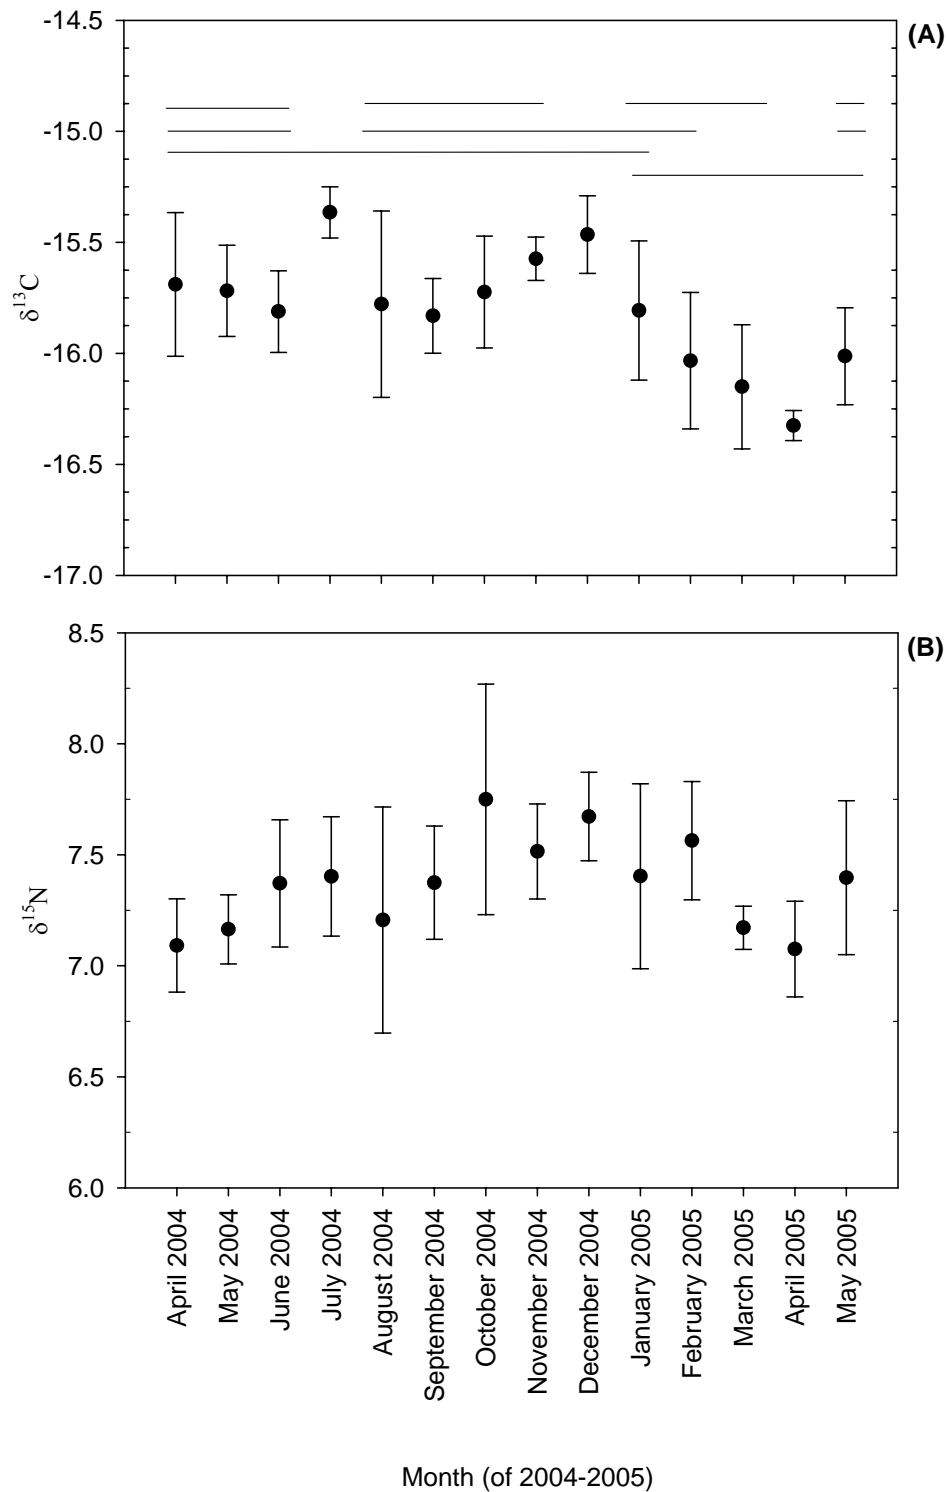 (A)
-14.5
-15.0
-15.5
-16.0
-16.5
-17.0
δ¹³C
(B)
8.5
8.0
7.5
7.0
6.5
6.0
δ¹⁵N
April 2004
May 2004
June 2004
July 2004
August 2004
September 2004
October 2004
November 2004
December 2004
January 2005
February 2005
March 2005
April 2005
May 2005
Month (of 2004-2005)